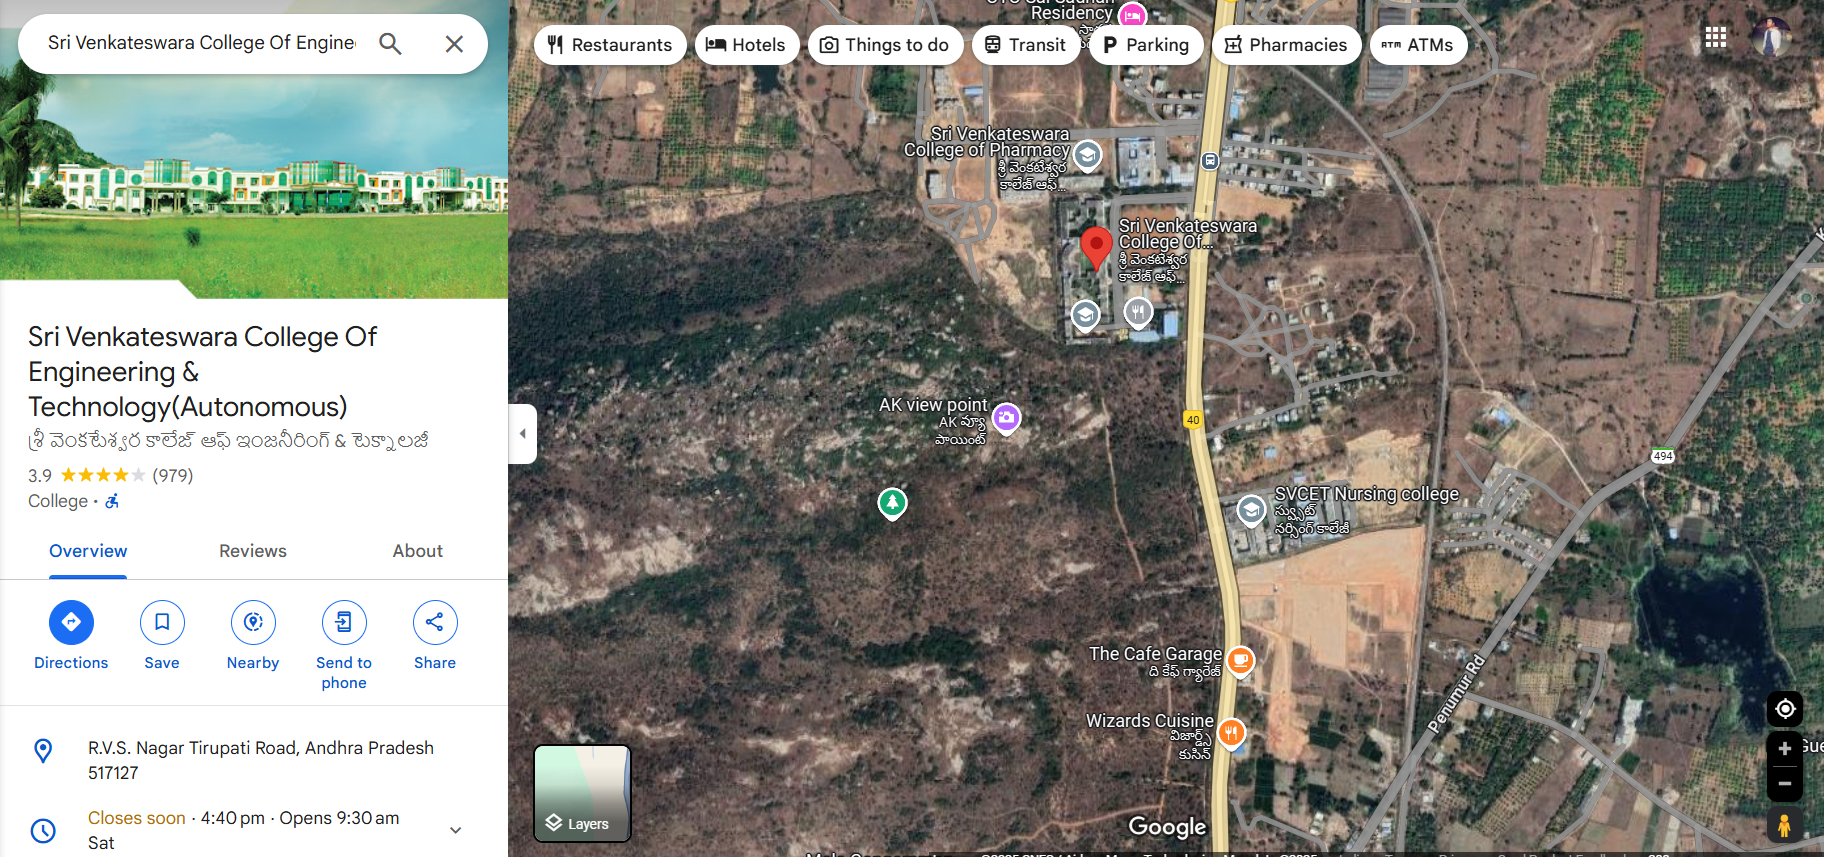 Sri Venkateswara College Of Engine
Restaurants
Hotels
Things to do
Transit
Parking
Pharmacies
ATMs
Residency
Sri Venkateswara
College of Pharmacy
శ్రీ వెంకటేశ్వర
కాలేజ్ ఆఫ్...
Sri Venkateswara
College Of...
శ్రీ వెంకటేశ్వర
కాలేజ్ ఆఫ్...
Sri Venkateswara College Of
Engineering &
Technology(Autonomous)
శ్రీ వెంకటేశ్వర కాలేజ్ ఆఫ్ ఇంజనీరింగ్ & టెక్నాలజీ
3.9 (979)
College ·
Overview
Reviews
About
Directions
Save
Nearby
Send to
phone
Share
R.V.S. Nagar Tirupati Road, Andhra Pradesh
517127
Closes soon · 4:40 pm · Opens 9:30 am
Sat
AK view point
AK వ్యూ
పాయింట్
40
494
SVCET Nursing college
స్వ్సెట్
నర్సింగ్ కాలేజీ
The Cafe Garage
ది కేఫ్ గ్యారేజ్
Wizards Cuisine
విజార్డ్స్
కుసిన్
Penumur Rd
Layers
Google